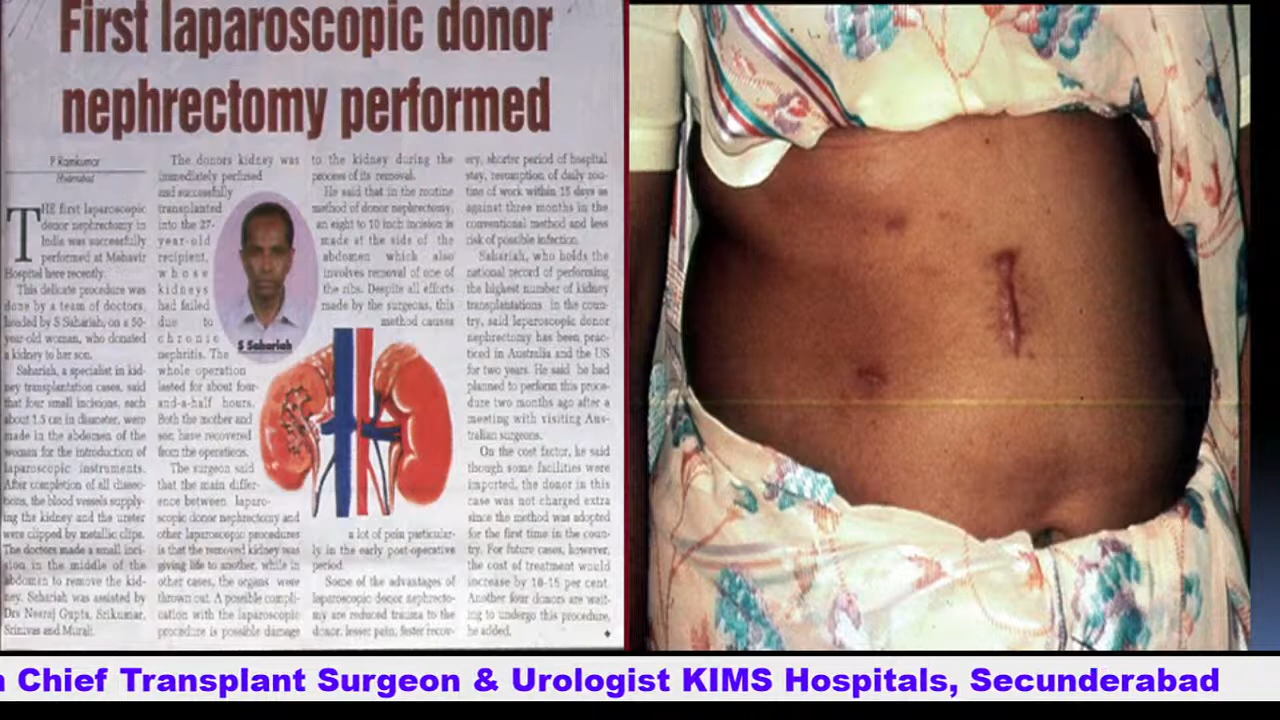 First laparoscopic donor
nephrectomy performed
P Ramkumar
Hyderabad
THE first laparoscopic
donor nephrectomy in
India was successfully
performed at Mahavir
Hospital here recently.
This delicate procedure was
done by a team of doctors,
headed by S Sahariah, on a 50-
year-old woman, who donated
a kidney to her son.
Sahariah, a specialist in kid-
ney transplantation cases, said
that four small incisions, each
about 1.5 cm in diameter, were
made in the abdomen of the
woman for the introduction of
laparoscopic instruments.
After completion of all dissec-
tions, the blood vessels supply-
ing the kidney and the ureter
were clipped by metallic clips.
The doctors made a small inci-
sion in the middle of the
abdomen to remove the kid-
ney. Sahariah was assisted by
Drs Neeraj Gupta, Srikumar,
Srinivas and Murali.
The donors kidney was
immediately perfused
and successfully
transplanted
into the 27-
year-old
recipient,
whose
kidneys
had failed
due to
chronic
nephritis. The
whole operation
lasted for about four-
and-a-half hours.
Both the mother and
son, have recovered
from the operations.
The surgeon said
that the main differ-
ence between laparo-
scopic donor nephrectomy and
other laparoscopic procedures
is that the removed kidney was
giving life to another, while in
other cases, the organs were
thrown out. A possible compli-
cation with the laparoscopic
procedure is possible damage
S Sahariah
to the kidney during the
process of its removal.
He said that in the routine
method of donor nephrectomy,
an eight to 10 inch incision is
made at the side of the
abdomen which also
involves removal of one of
the ribs. Despite all efforts
made by the surgeons, this
method causes
a lot of pain particular-
ly in the early post-operative
period.
Some of the advantages of
laparoscopic donor nephrecto-
my are reduced trauma to the
donor, lesser pain, faster recov-
ery, shorter period of hospital
stay, resumption of daily rou-
tine of work within 15 days as
against three months in the
conventional method and less
risk of possible infection.
Sahariah, who holds the
national record of performing
the highest number of kidney
transplantations in the coun-
try, said laparoscopic donor
nephrectomy has been prac-
ticed in Australia and the US
for two years. He said he had
planned to perform this proce-
dure two months ago after a
meeting with visiting Aus-
tralian surgeons.
On the cost factor, he said
though some facilities were
imported, the donor in this
case was not charged extra
since the method was adopted
for the first time in the coun-
try. For future cases, however,
the cost of treatment would
increase by 10-15 per cent.
Another four donors are wait-
ing to undergo this procedure,
he added.
Chief Transplant Surgeon & Urologist KIMS Hospitals, Secunderabad